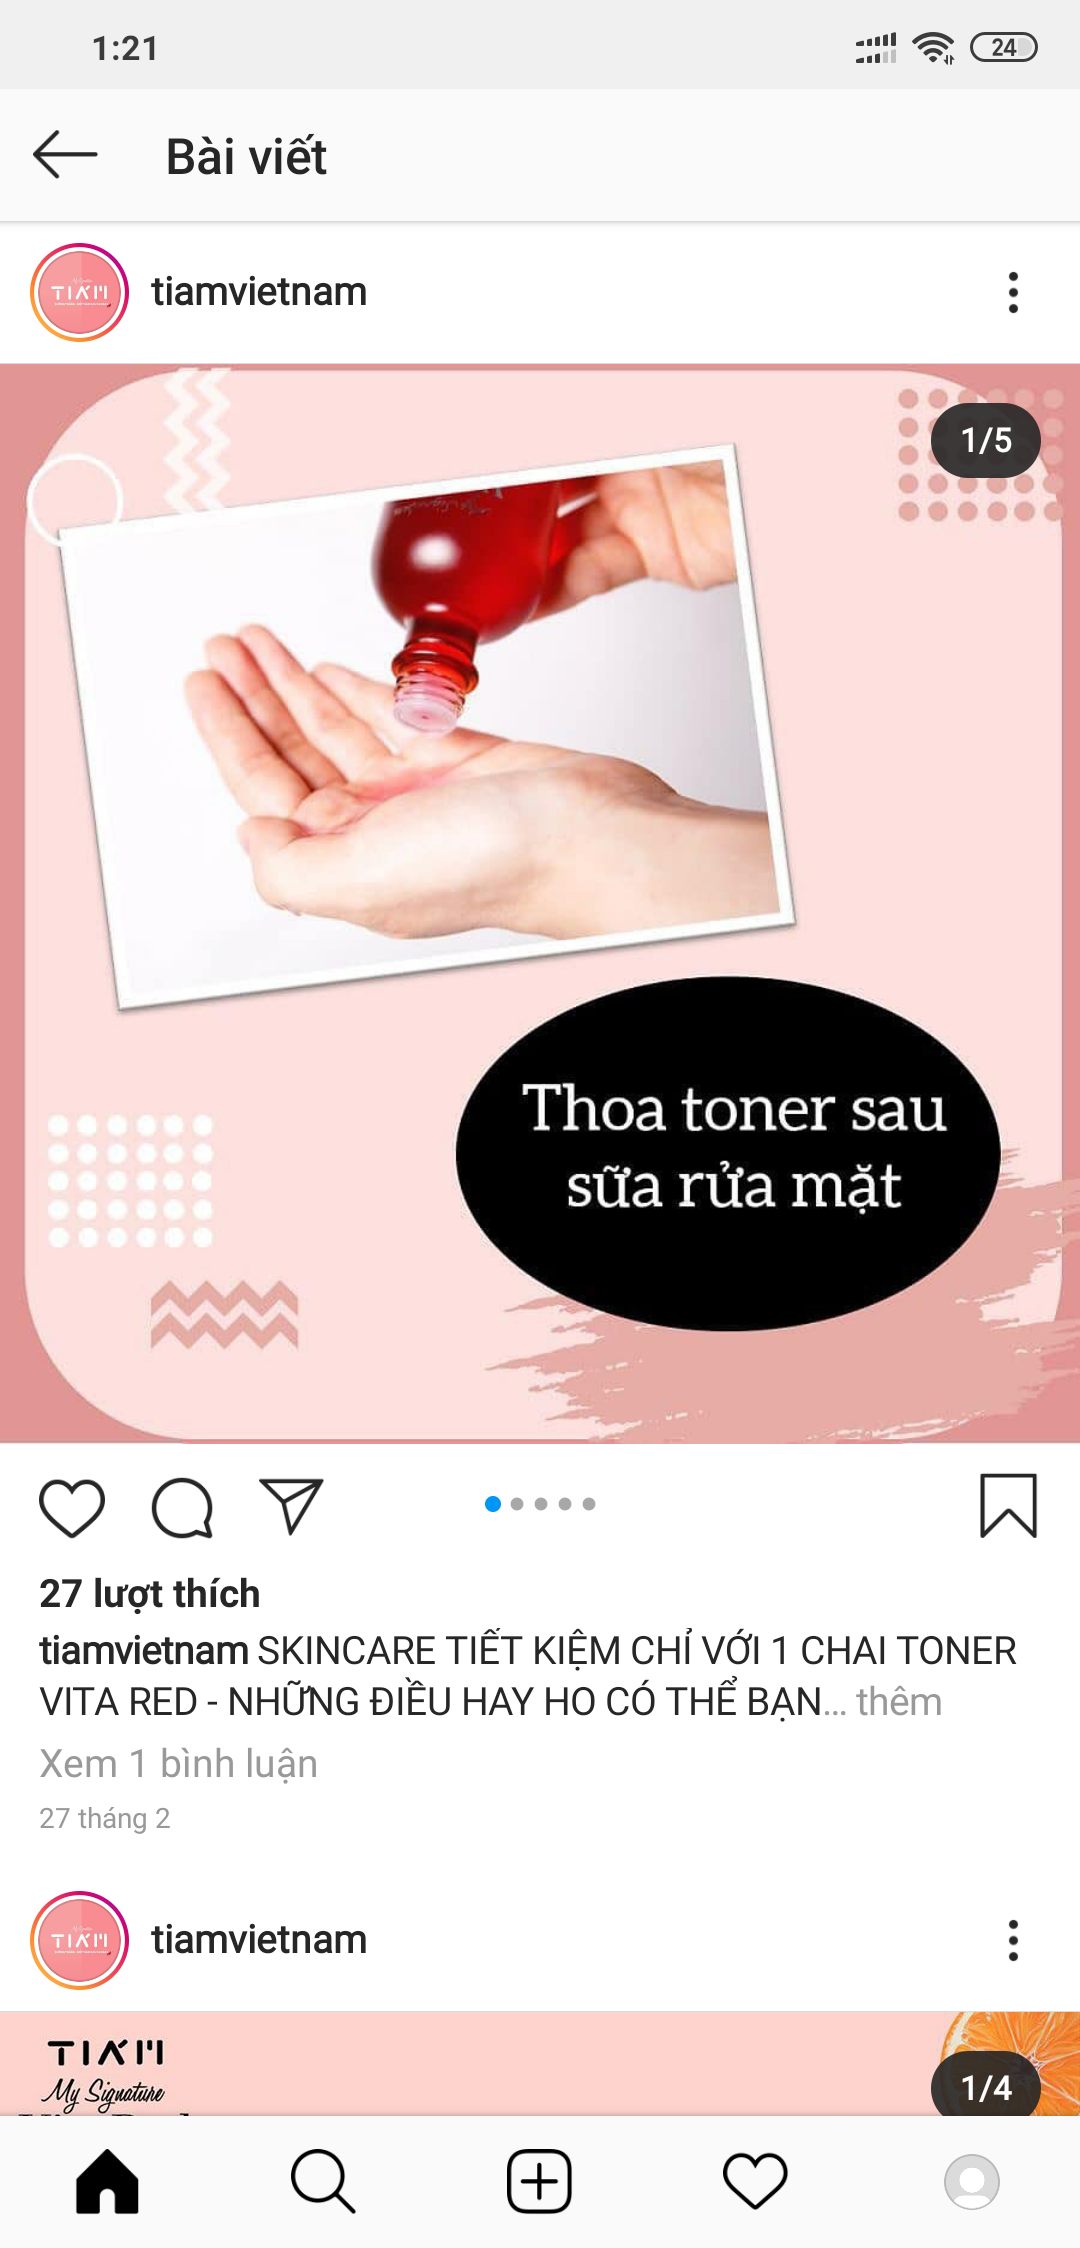 1:21
24
Bài viết
TIAM
tiamvietnam
1/5
Thoa toner sau
sữa rửa mặt
27 lượt thích
tiamvietnam SKINCARE TIẾT KIỆM CHỈ VỚI 1 CHAI TONER
VITA RED - NHỮNG ĐIỀU HAY HO CÓ THỂ BẠN... thêm
Xem 1 bình luận
27 tháng 2
TIAM
tiamvietnam
TIAM
My Signature
1/4